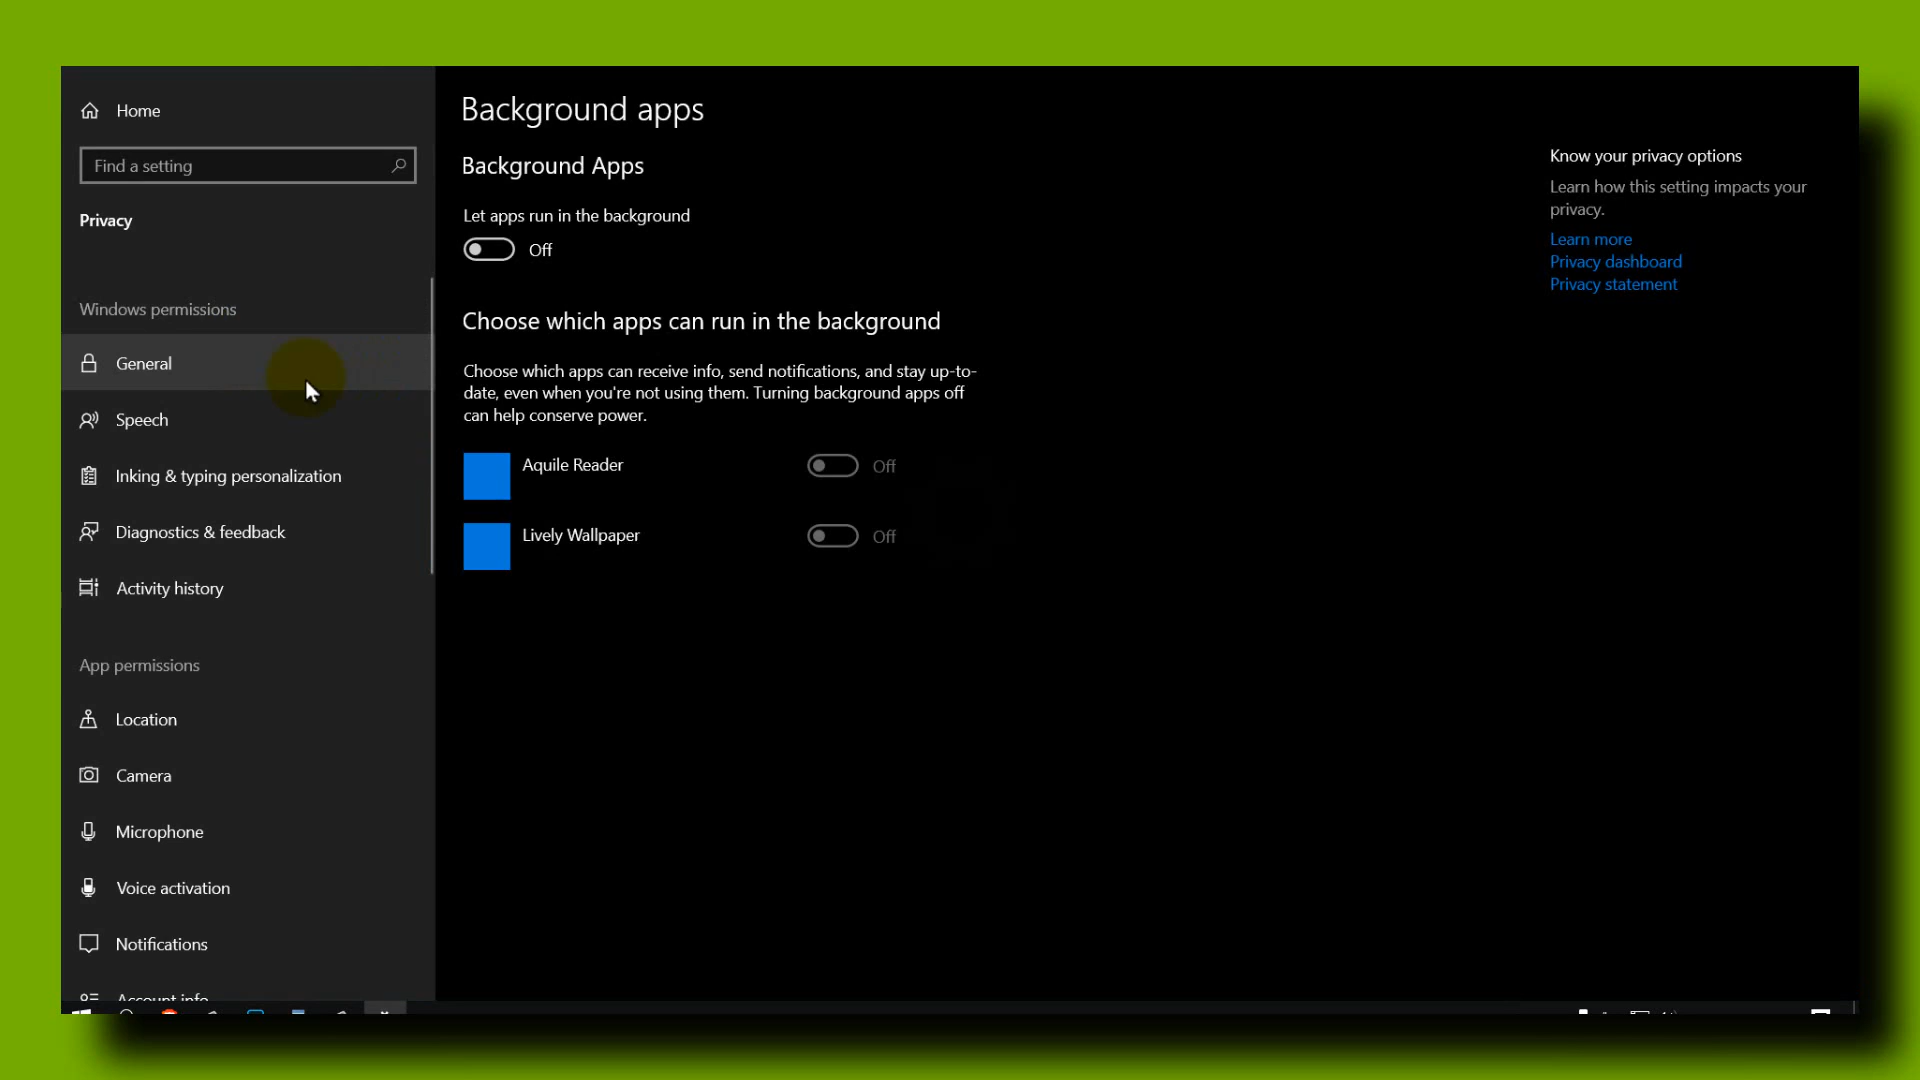 Home
Find a setting
Privacy
Windows permissions
General
Speech
Inking & typing personalization
Diagnostics & feedback
Activity history
App permissions
Location
Camera
Microphone
Voice activation
Notifications
Account info
Background apps
Background Apps
Let apps run in the background
Off
Choose which apps can run in the background
Choose which apps can receive info, send notifications, and stay up-to-
date, even when you're not using them. Turning background apps off
can help conserve power.
Aquile Reader Off
Lively Wallpaper Off
Know your privacy options
Learn how this setting impacts your
privacy.
Learn more
Privacy dashboard
Privacy statement